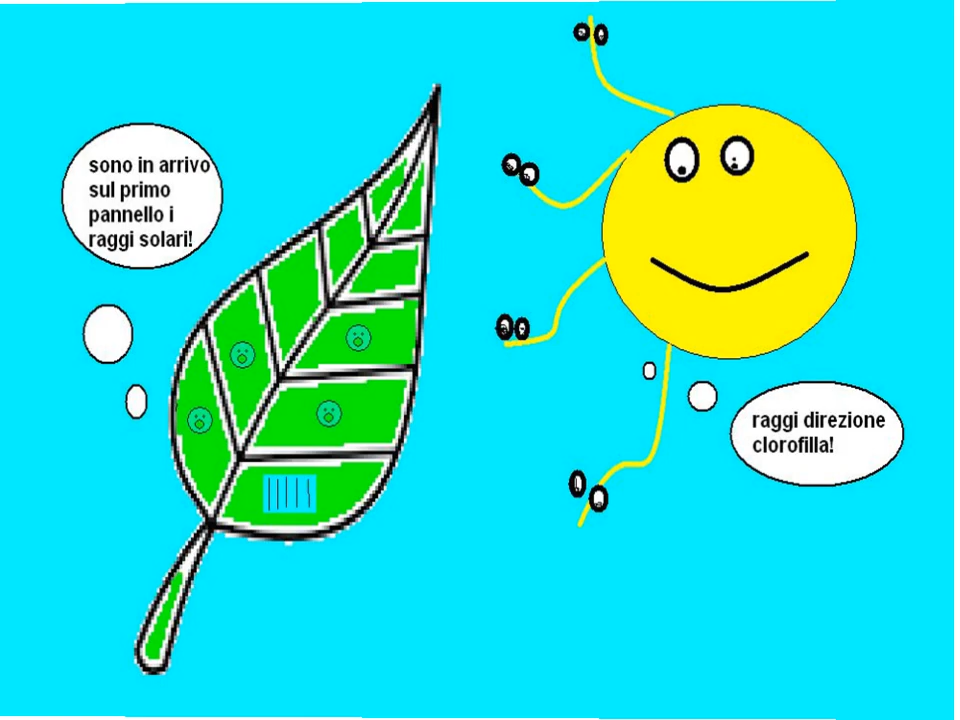 sono in arrivo
sul primo
pannello i
raggi solari!
raggi direzione
clorofilla!